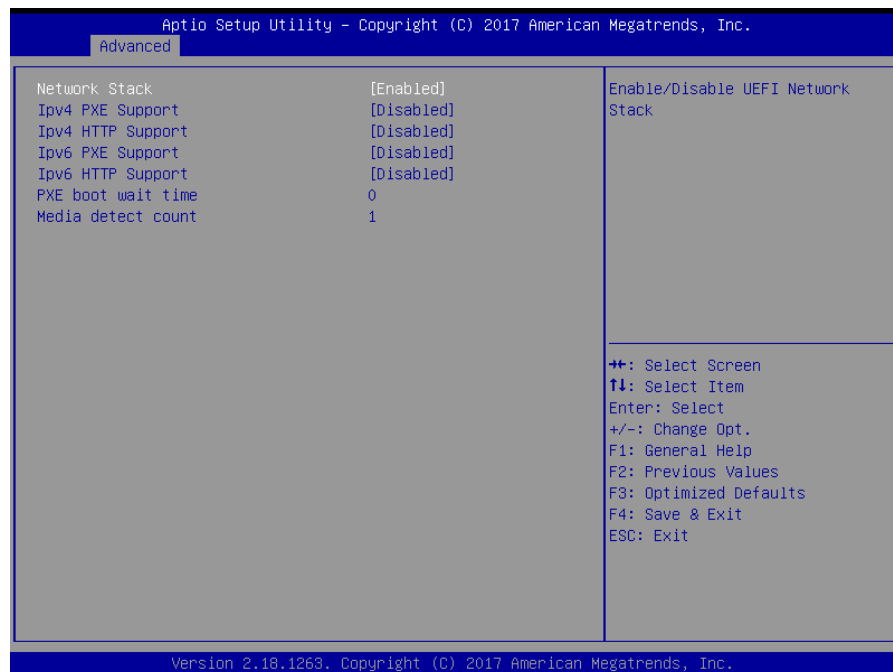 Aptio Setup Utility – Copyright (C) 2017 American Megatrends, Inc.
Advanced
Network Stack [Enabled]
Ipv4 PXE Support [Disabled]
Ipv4 HTTP Support [Disabled]
Ipv6 PXE Support [Disabled]
Ipv6 HTTP Support [Disabled]
PXE boot wait time 0
Media detect count 1
Enable/Disable UEFI Network
Stack
→←: Select Screen
↑↓: Select Item
Enter: Select
+/-: Change Opt.
F1: General Help
F2: Previous Values
F3: Optimized Defaults
F4: Save & Exit
ESC: Exit
Version 2.18.1263. Copyright (C) 2017 American Megatrends, Inc.